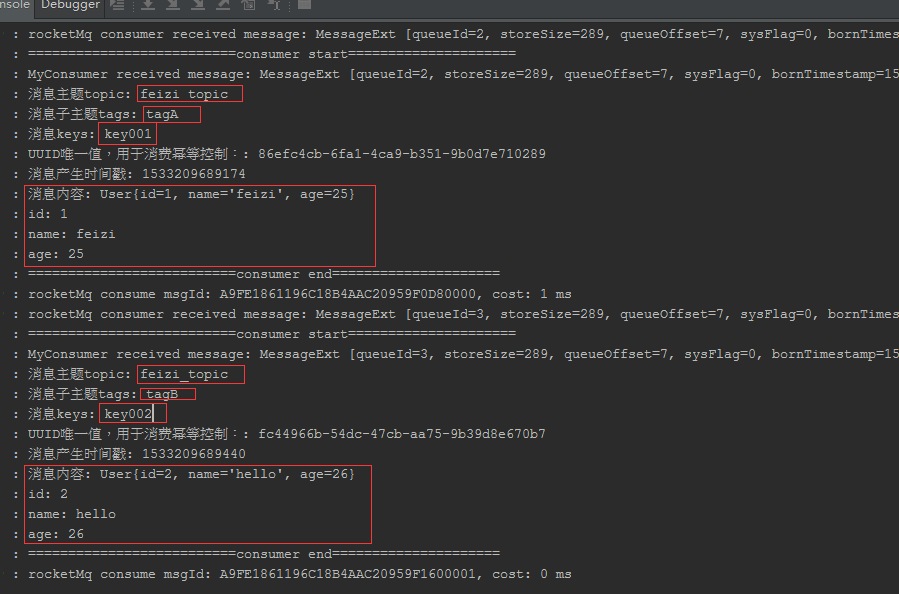 nsole Debugger
: rocketMq consumer received message: MessageExt [queueId=2, storeSize=289, queueOffset=7, sysFlag=0, bornTimes
: ==========================consumer start=====================
: MyConsumer received message: MessageExt [queueId=2, storeSize=289, queueOffset=7, sysFlag=0, bornTimestamp=15
: 消息主题topic: feizi_topic
: 消息子主题tags: tagA
: 消息keys: key001
: UUID唯一值，用于消费幂等控制：: 86efc4cb-6fa1-4ca9-b351-9b0d7e710289
: 消息产生时间戳: 1533209689174
: 消息内容: User{id=1, name='feizi', age=25}
: id: 1
: name: feizi
: age: 25
: ==========================consumer end=====================
: rocketMq consume msgId: A9FE1861196C18B4AAC20959F0D80000, cost: 1 ms
: rocketMq consumer received message: MessageExt [queueId=3, storeSize=289, queueOffset=7, sysFlag=0, bornTimes
: ==========================consumer start=====================
: MyConsumer received message: MessageExt [queueId=3, storeSize=289, queueOffset=7, sysFlag=0, bornTimestamp=15
: 消息主题topic: feizi_topic
: 消息子主题tags: tagB
: 消息keys: key002
: UUID唯一值，用于消费幂等控制：: fc44966b-54dc-47cb-aa75-9b39d8e670b7
: 消息产生时间戳: 1533209689440
: 消息内容: User{id=2, name='hello', age=26}
: id: 2
: name: hello
: age: 26
: ==========================consumer end=====================
: rocketMq consume msgId: A9FE1861196C18B4AAC20959F1600001, cost: 0 ms